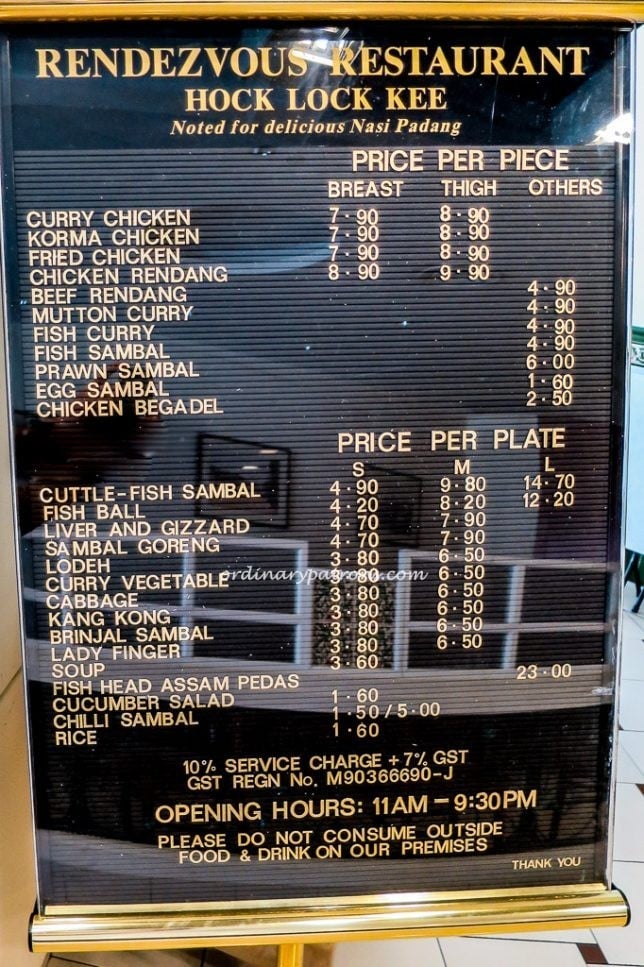 RENDEZVOUS RESTAURANT
HOCK LOCK KEE
Noted for delicious Nasi Padang
PRICE PER PIECE
BREAST THIGH OTHERS
CURRY CHICKEN 7·90 8·90
KORMA CHICKEN 7·90 8·90
FRIED CHICKEN 7·90 8·90
CHICKEN RENDANG 8·90 9·90
BEEF RENDANG 4·90
MUTTON CURRY 4·90
FISH CURRY 4·90
FISH SAMBAL 4·90
PRAWN SAMBAL 6·00
EGG SAMBAL 1·60
CHICKEN BEGADEL 2·50
PRICE PER PLATE
S M L
CUTTLE-FISH SAMBAL 4·90 9·80 14·70
FISH BALL 4·20 8·20 12·20
LIVER AND GIZZARD 4·70 7·90
SAMBAL GORENG 4·70 7·90
LODEH 3·80 6·50
CURRY VEGETABLE 3·80 6·50
CABBAGE 3·80 6·50
KANG KONG 3·80 6·50
BRINJAL SAMBAL 3·80 6·50
LADY FINGER 3·80 6·50
SOUP 3·60
FISH HEAD ASSAM PEDAS 23·00
CUCUMBER SALAD 1·60
CHILLI SAMBAL 1·50/5·00
RICE 1·60
ordinarypatrons.com
10% SERVICE CHARGE + 7% GST
GST REGN No. M90366690-J
OPENING HOURS: 11AM – 9:30PM
PLEASE DO NOT CONSUME OUTSIDE
FOOD & DRINK ON OUR PREMISES
THANK YOU